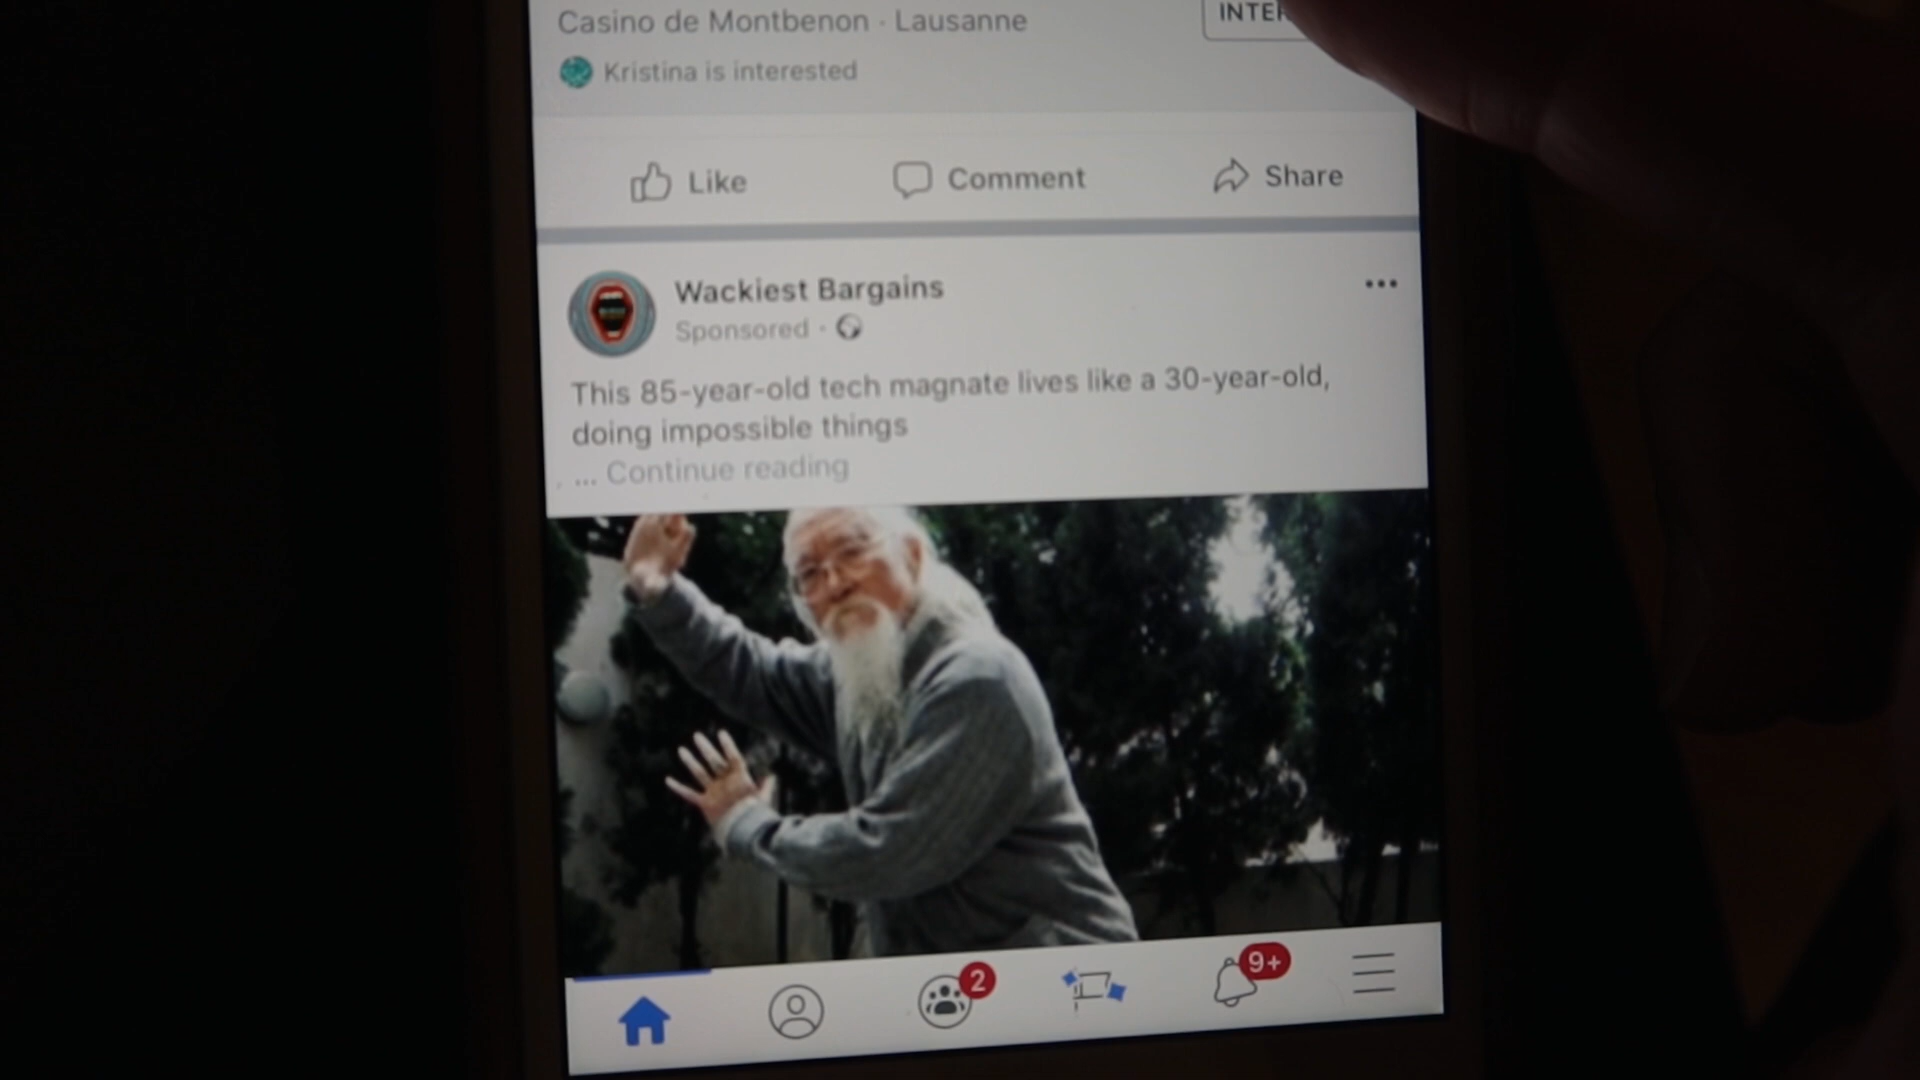 Casino de Montbenon · Lausanne
Kristina is interested
Like
Comment
Share
Wackiest Bargains
Sponsored ·
This 85-year-old tech magnate lives like a 30-year-old,
doing impossible things
... Continue reading
2
9+